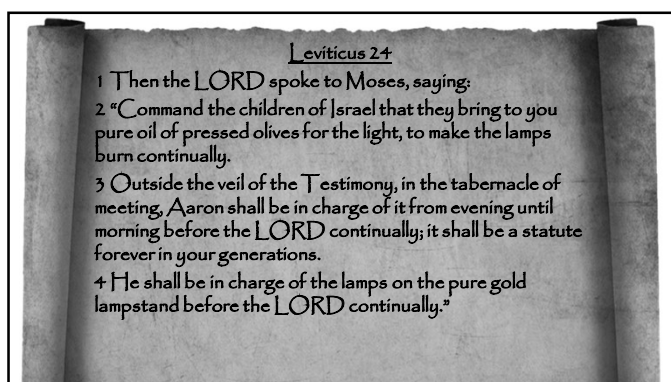 Leviticus 24
1 Then the LORD spoke to Moses, saying:
2 “Command the children of Israel that they bring to you
pure oil of pressed olives for the light, to make the lamps
burn continually.
3 Outside the veil of the Testimony, in the tabernacle of
meeting, Aaron shall be in charge of it from evening until
morning before the LORD continually; it shall be a statute
forever in your generations.
4 He shall be in charge of the lamps on the pure gold
lampstand before the LORD continually.”